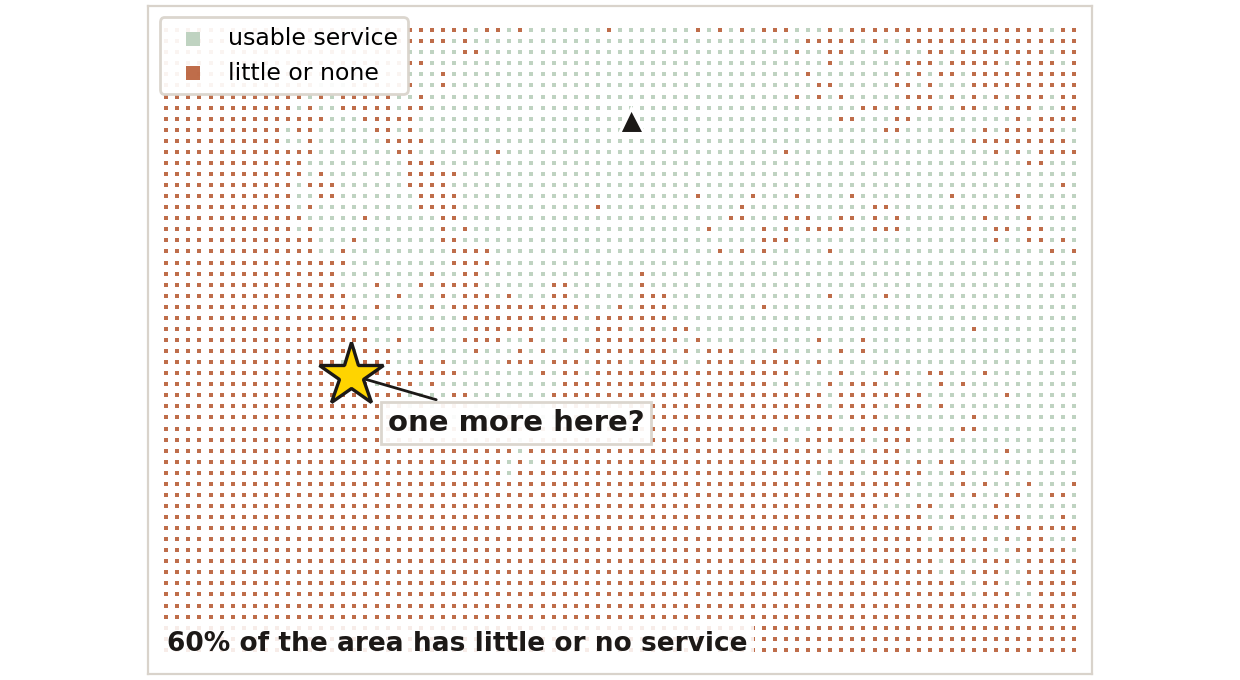 usable service
little or none
one more here?
60% of the area has little or no service